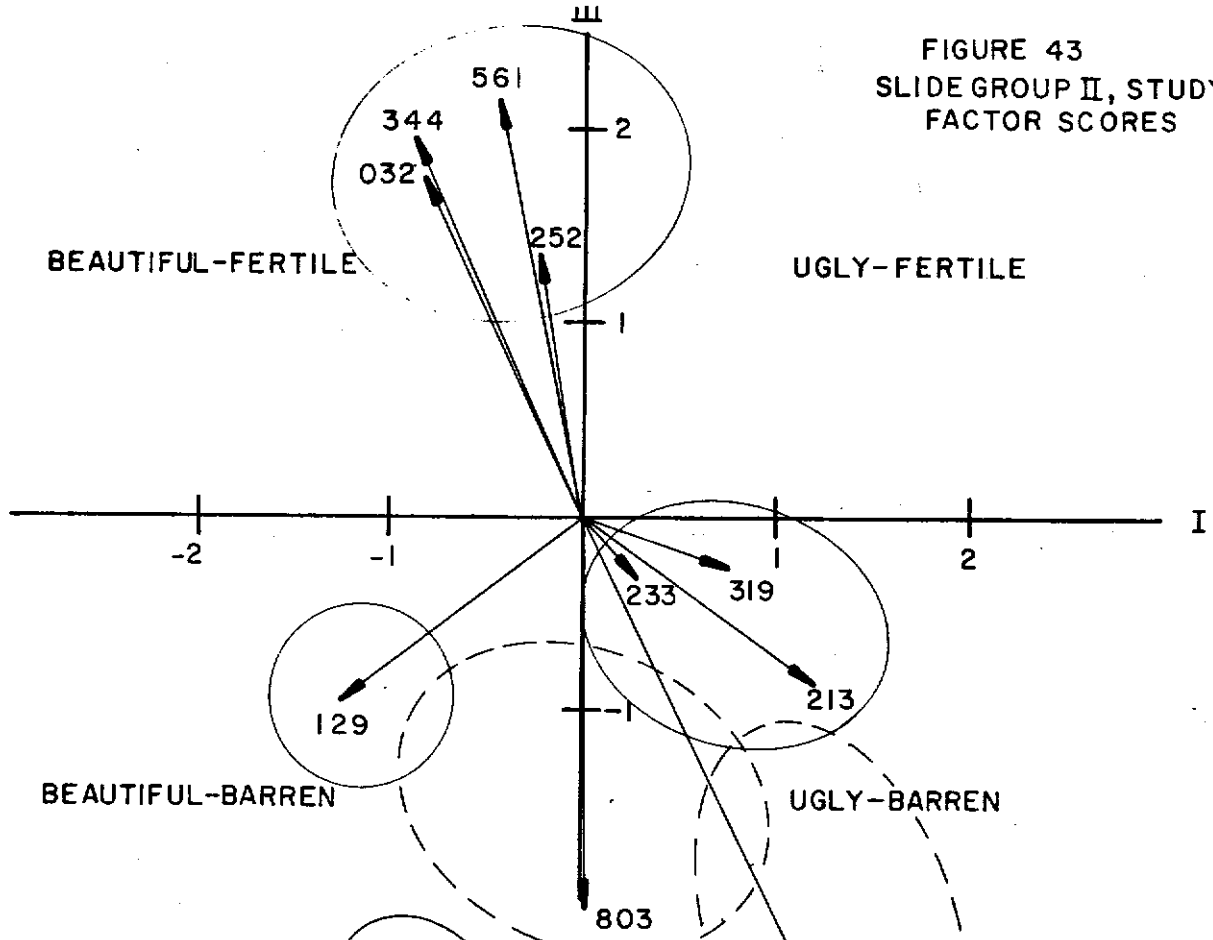 III
FIGURE 43
SLIDE GROUP II, STUDY
FACTOR SCORES
561
344
2
032
252
BEAUTIFUL-FERTILE
UGLY-FERTILE
1
I
-2
-1
1
2
233
319
213
-1
129
BEAUTIFUL-BARREN
UGLY-BARREN
803